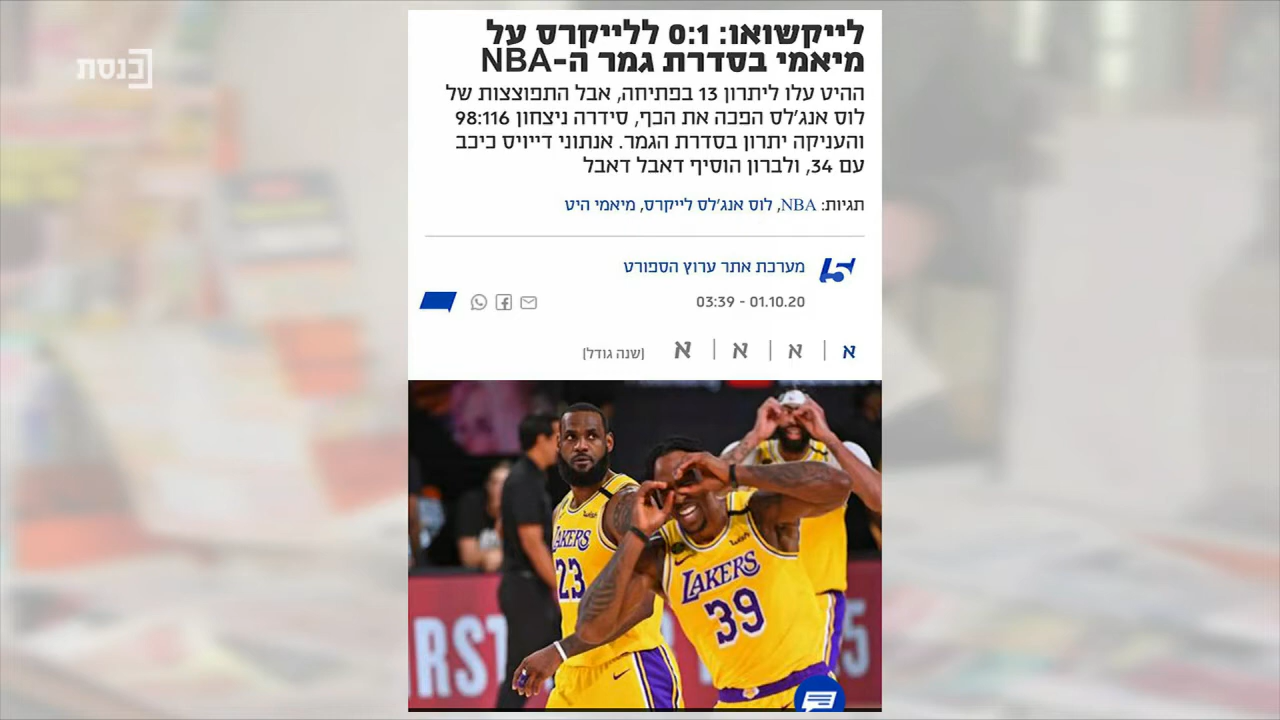 כנסת
לייקשואו: 0:1 ללייקרס על
מיאמי בסדרת גמר ה-NBA
ההיט עלו ליתרון 13 בפתיחה, אבל התפוצצות של
לוס אנג'לס הפכה את הכף, סידרה ניצחון 98:116
והעניקה יתרון בסדרת הגמר. אנתוני דייויס כיכב
עם 34, ולברון הוסיף דאבל דאבל
תגיות: NBA, לוס אנג'לס לייקרס, מיאמי היט
5
מערכת אתר ערוץ הספורט
03:39 - 01.10.20
א | א | א | א (שנה גודל)
LAKERS
23
LAKERS
39